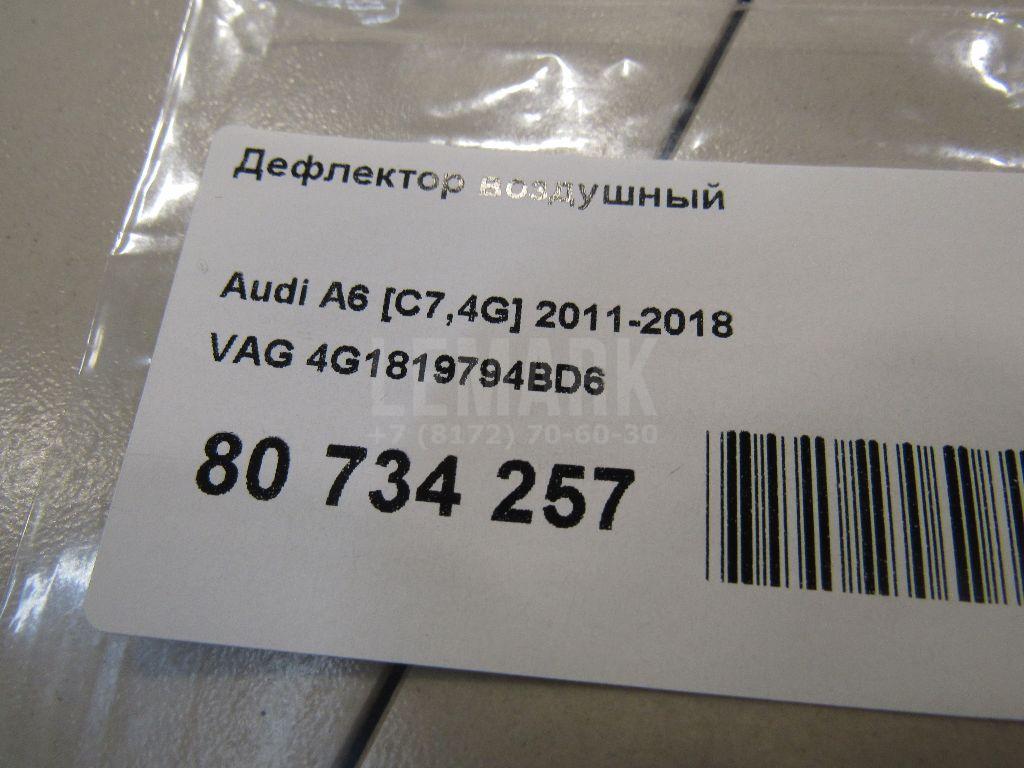 Дефлектор воздушный
Audi A6 [C7,4G] 2011-2018
VAG 4G1819794BD6
LEMARK
+7 (8172) 70-60-30
80 734 257